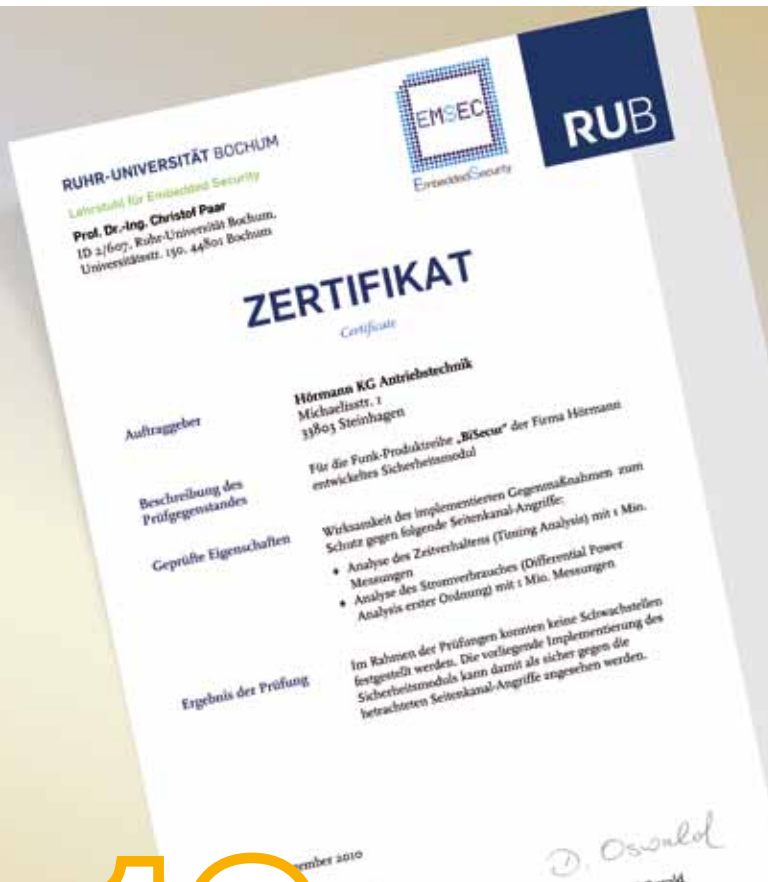 EMSEC
EmbeddedSecurity
RUB
RUHR-UNIVERSITÄT BOCHUM
Lehrstuhl für Embedded Security
Prof. Dr.-Ing. Christof Paar
ID 2/607, Ruhr-Universität Bochum,
Universitätsstr. 150, 44801 Bochum
ZERTIFIKAT
Certificate
Auftraggeber
Hörmann KG Antriebstechnik
Michaelisstr. 1
33803 Steinhagen
Beschreibung des
Prüfgegenstandes
Für die Funk-Produktreihe „BiSecur“ der Firma Hörmann
entwickeltes Sicherheitsmodul
Geprüfte Eigenschaften
Wirksamkeit der implementierten Gegenmaßnahmen zum
Schutz gegen folgende Seitenkanal-Angriffe:
• Analyse des Zeitverhaltens (Timing Analysis) mit 1 Mio.
Messungen
• Analyse des Stromverbrauches (Differential Power
Analysis erster Ordnung) mit 1 Mio. Messungen
Ergebnis der Prüfung
Im Rahmen der Prüfungen konnten keine Schwachstellen
festgestellt werden. Die vorliegende Implementierung des
Sicherheitsmoduls kann damit als sicher gegen die
betrachteten Seitenkanal-Angriffe angesehen werden.
ember 2010
D. Oswald